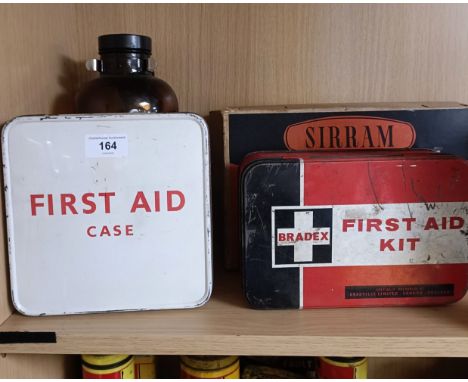 164
FIRST AID
CASE
SIRRAM
BRADEX
FIRST AID
KIT